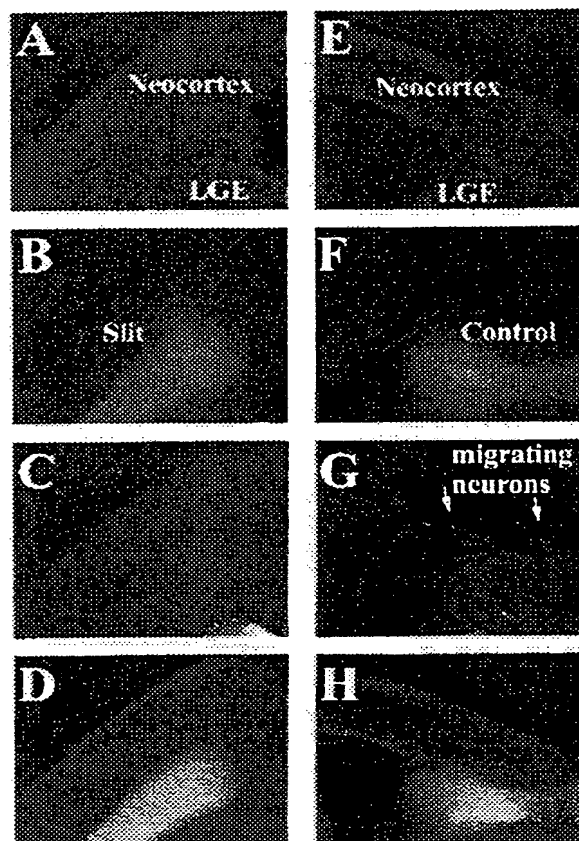 A
Neocortex
LGE
E
Neocortex
LGE
B
Slit
F
Control
C
G
migrating
neurons
D
H